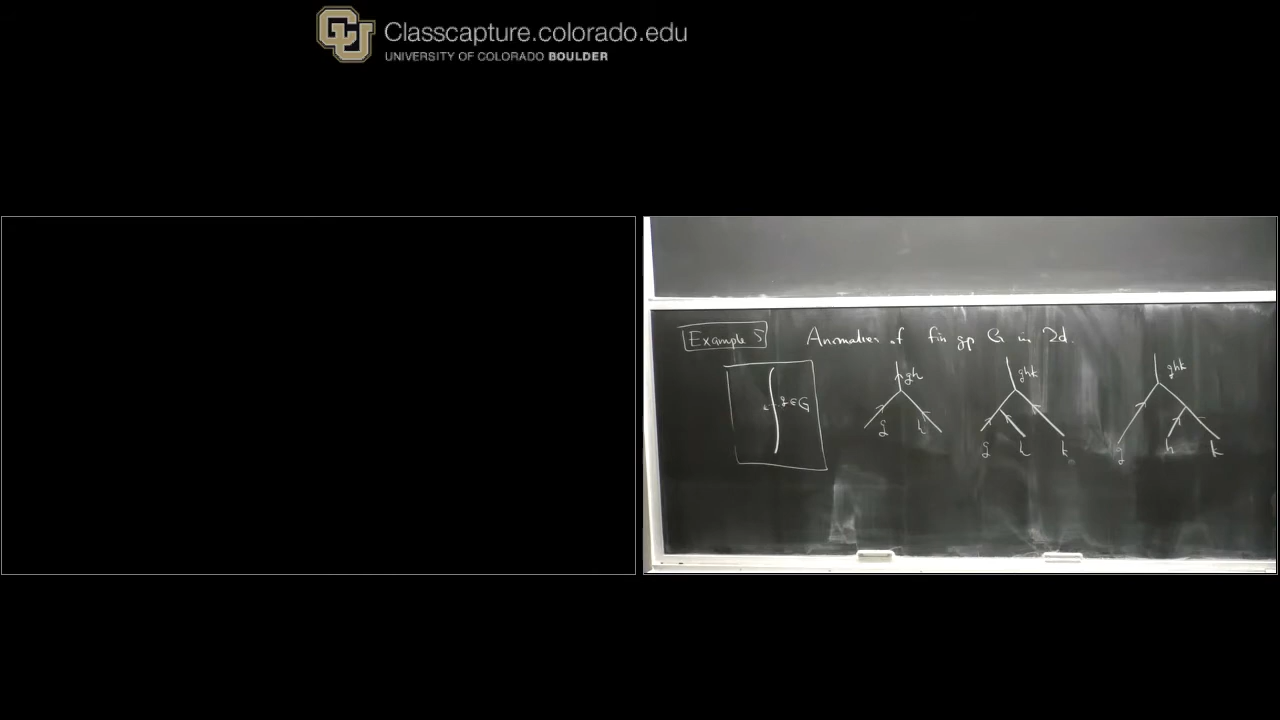 Classcapture.colorado.edu
UNIVERSITY OF COLORADO BOULDER
Example 5 Anomalies of fin gp G in 2d.
gh ghk ghk
g ∈ G
g h g h k g h k